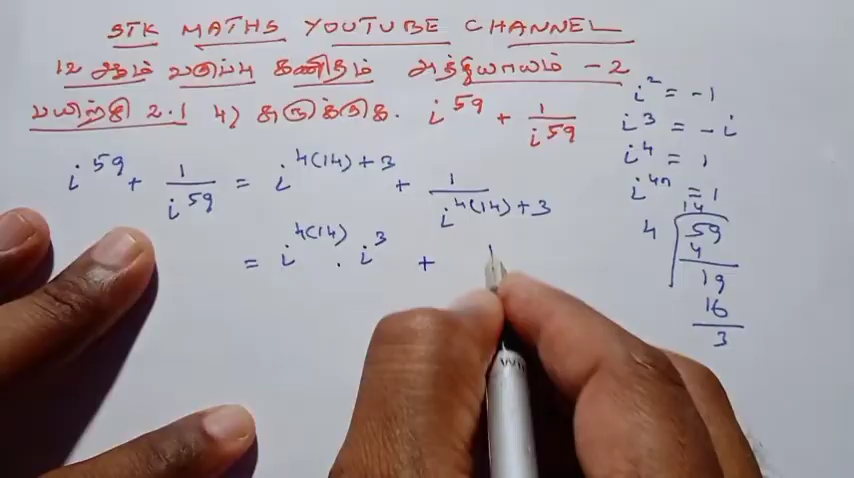 STK MATHS YOUTUBE CHANNEL
12 ஆம் வகுப்பு கணிதம் அத்தியாயம் - 2
பயிற்சி 2.1 4) சுருக்குக. i^59 + 1/i^59
i^59 + 1/i^59 = i^4(14)+3 + 1/i^4(14)+3
= i^4(14) . i^3 + 1
i^2 = -1
i^3 = -i
i^4 = 1
i^4n = 1
14
4 59
4
19
16
3